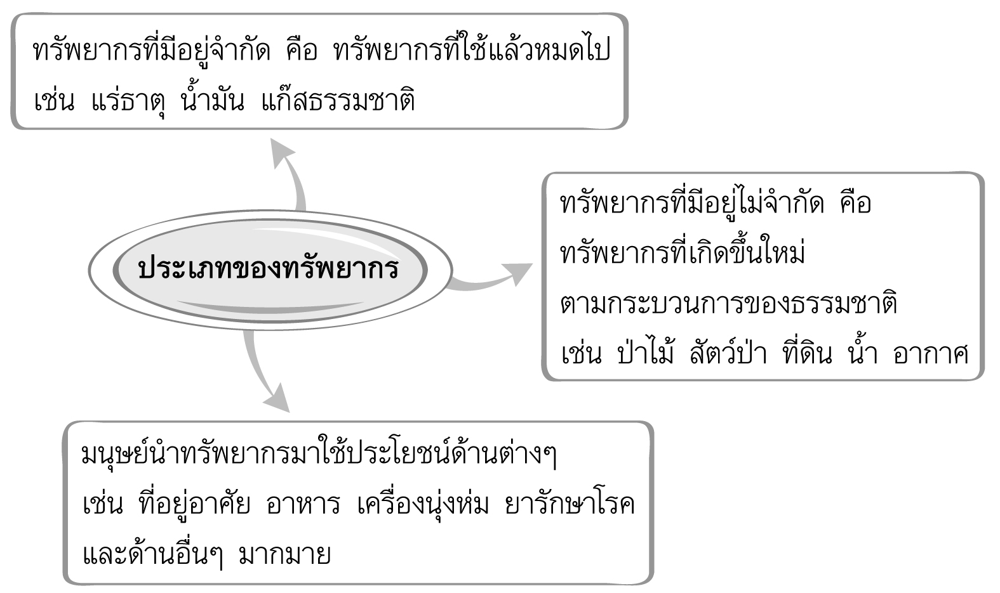 ทรัพยากรที่มีอยู่จำกัด คือ ทรัพยากรที่ใช้แล้วหมดไป
เช่น แร่ธาตุ น้ำมัน แก๊สธรรมชาติ
ทรัพยากรที่มีอยู่ไม่จำกัด คือ
ทรัพยากรที่เกิดขึ้นใหม่
ตามกระบวนการของธรรมชาติ
เช่น ป่าไม้ สัตว์ป่า ที่ดิน น้ำ อากาศ
ประเภทของทรัพยากร
มนุษย์นำทรัพยากรมาใช้ประโยชน์ด้านต่างๆ
เช่น ที่อยู่อาศัย อาหาร เครื่องนุ่งห่ม ยารักษาโรค
และด้านอื่นๆ มากมาย